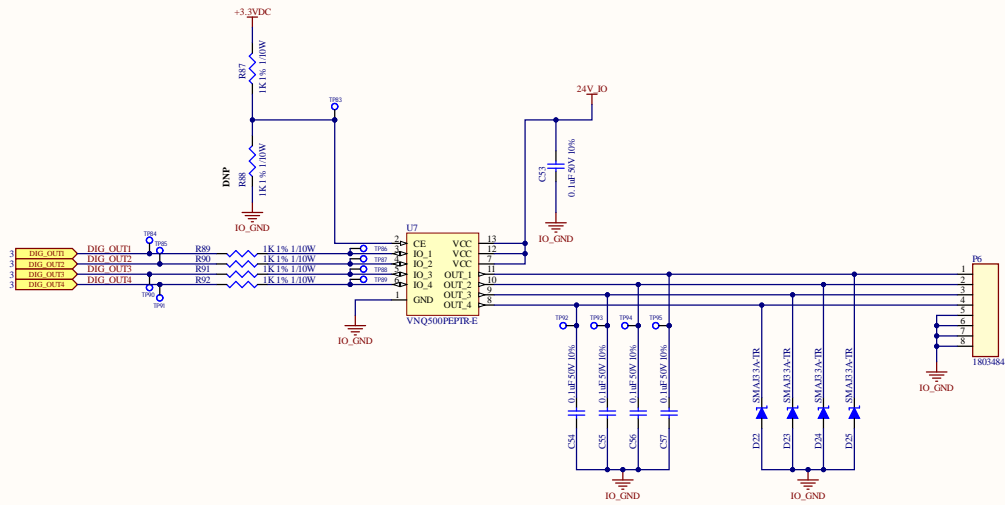 +3.3VDC
R87
1K 1% 1/10W
TP83
24V_IO
C53
0.1uF 50V 10%
DNP
R88
1K 1% 1/10W
IO_GND
IO_GND
U7
TP84
TP85
3 DIG_OUT1 DIG_OUT1 R89 1K 1% 1/10W TP86
3 DIG_OUT2 DIG_OUT2 R90 1K 1% 1/10W TP87
3 DIG_OUT3 DIG_OUT3 R91 1K 1% 1/10W TP88
3 DIG_OUT4 DIG_OUT4 R92 1K 1% 1/10W TP89
TP90
TP91
2 CE VCC 13
3 IO_1 VCC 12
4 IO_2 VCC 7
5 IO_3 OUT_1 11
6 IO_4 OUT_2 10
OUT_3 9
1 GND OUT_4 8
VNQ500PEPTR-E
IO_GND
P6
1
2
3
4
5
6
7
8
1803484
IO_GND
TP92
TP93
TP94
TP95
0.1uF 50V 10%
0.1uF 50V 10%
0.1uF 50V 10%
0.1uF 50V 10%
SMAJ33A-TR
SMAJ33A-TR
SMAJ33A-TR
SMAJ33A-TR
C54
C55
C56
C57
D22
D23
D24
D25
IO_GND
IO_GND